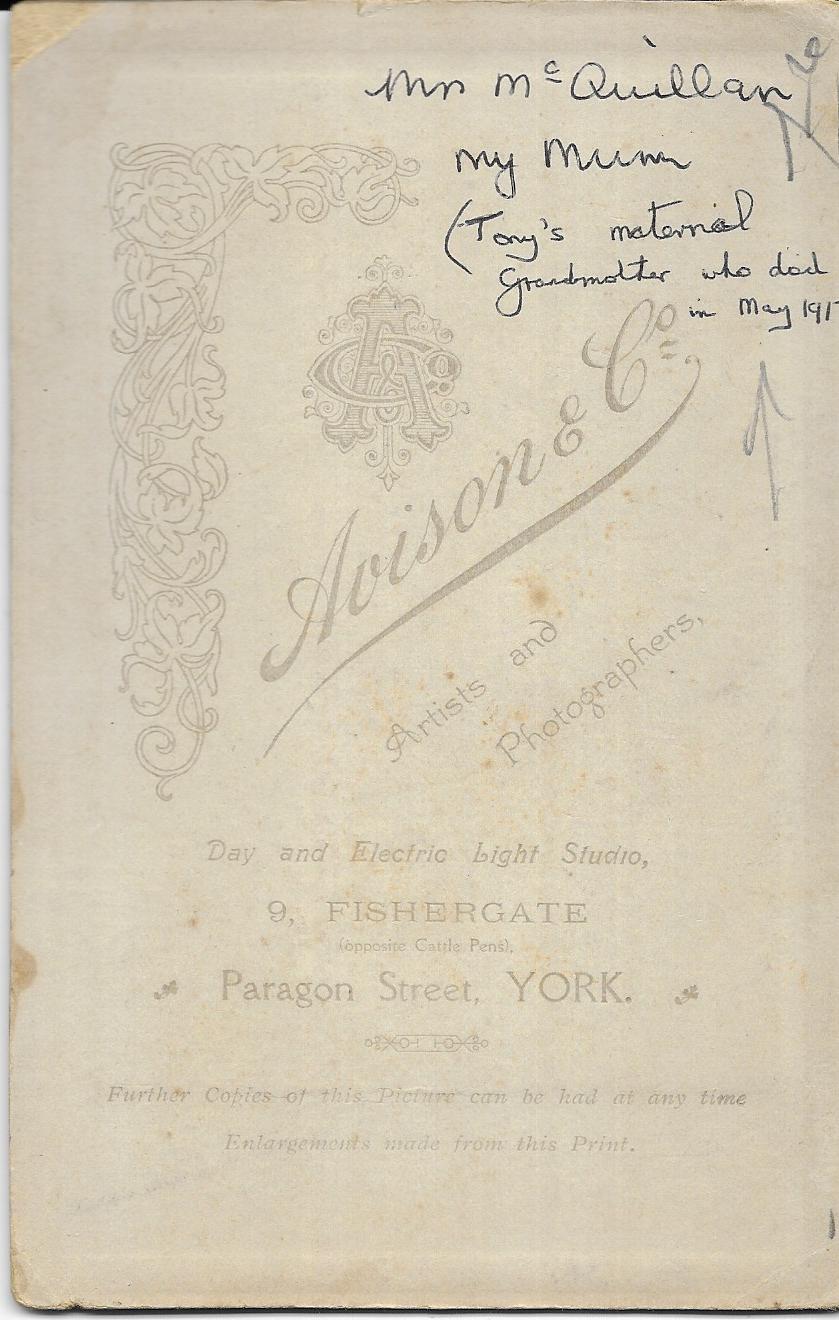 Mrs McQuillan
my Mum
(Tony's maternal
Grandmother who died
in May 191
A & Co
Avison & Co.
Artists and
Photographers,
Day and Electric Light Studio,
9, FISHERGATE
(opposite Cattle Pens),
Paragon Street, YORK.
Further Copies of this Picture can be had at any time
Enlargements made from this Print.